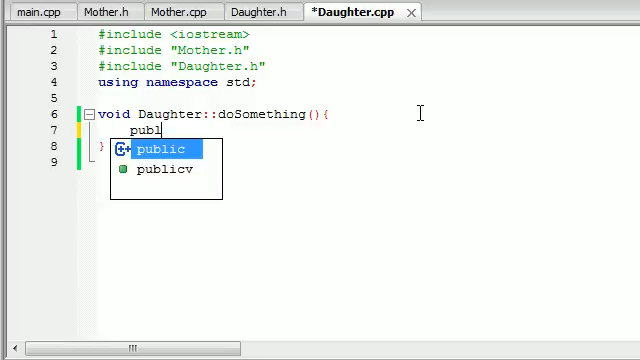 main.cpp Mother.h Mother.cpp Daughter.h *Daughter.cpp
1 #include <iostream>
2 #include "Mother.h"
3 #include "Daughter.h"
4 using namespace std;
5
6 void Daughter::doSomething(){
7 publ
8 }
public
9
publicv